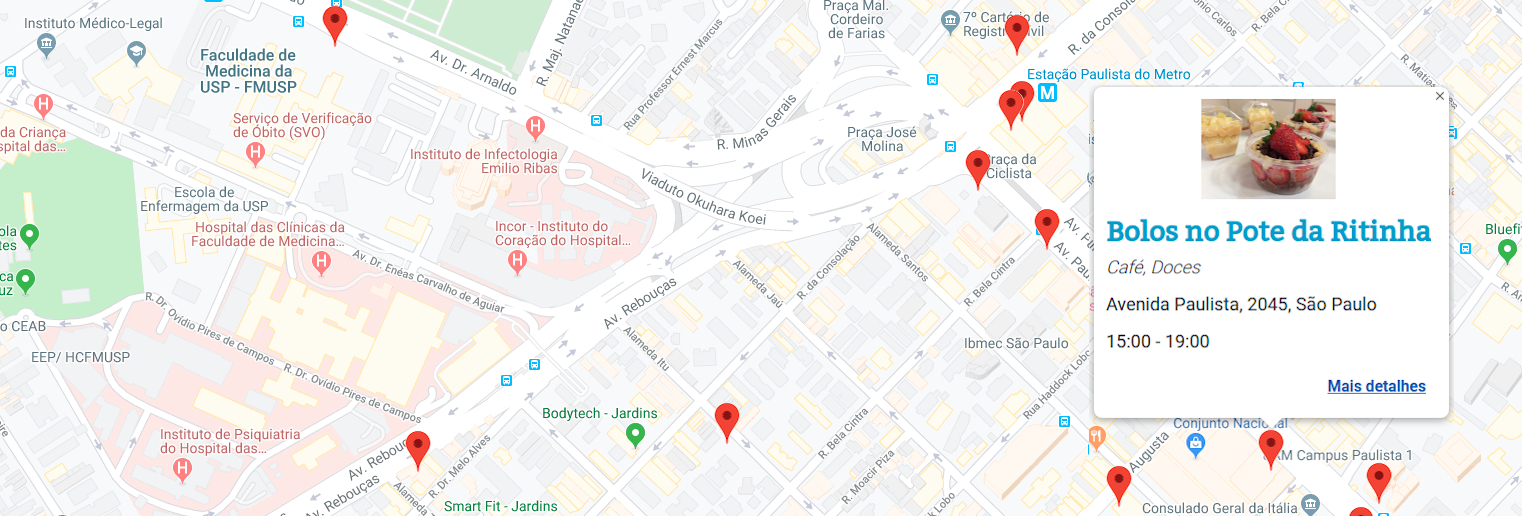 Instituto Médico-Legal
Faculdade de
Medicina da
USP - FMUSP
Av. Dr. Arnaldo
R. Maj. Natanael
Rua Professor Ernest Marcus
Praça Mal.
Cordeiro
de Farias
7º Cartório de
Registro Civil
R. da Consolação
Estação Paulista do Metro
M
R. Bela Cintra
da Criança
Serviço de Verificação
de Óbito (SVO)
Instituto de Infectologia
Emilio Ribas
R. Minas Gerais
Praça José
Molina
Praça da
Ciclista
Viaduto Okuhara Koei
Escola de
Enfermagem da USP
Hospital das Clínicas da
Faculdade de Medicina...
Incor - Instituto do
Coração do Hospital...
Av. Dr. Enéas Carvalho de Aguiar
Alameda Jaú
R. da Consolação
Alameda Santos
R. Bela Cintra
Av. Rebouças
Alameda Itu
R. Dr. Ovídio Pires de Campos
R. Dr. Ovídio Pires de Campos
o CEAB
EEP/ HCFMUSP
Ibmec São Paulo
Rua Haddock Lobo
×
Bolos no Pote da Ritinha
Café, Doces
Avenida Paulista, 2045, São Paulo
15:00 - 19:00
Mais detalhes
Bluefi
Bodytech - Jardins
Instituto de Psiquiatria
do Hospital das...
Av. Rebouças
Av. Rebouças
R. Dr. Melo Alves
Alameda
Smart Fit - Jardins
R. Bela Cintra
R. Moacir Piza
Lobo
Augusta
Conjunto Nacional
Campus Paulista 1
Consulado Geral da Itália